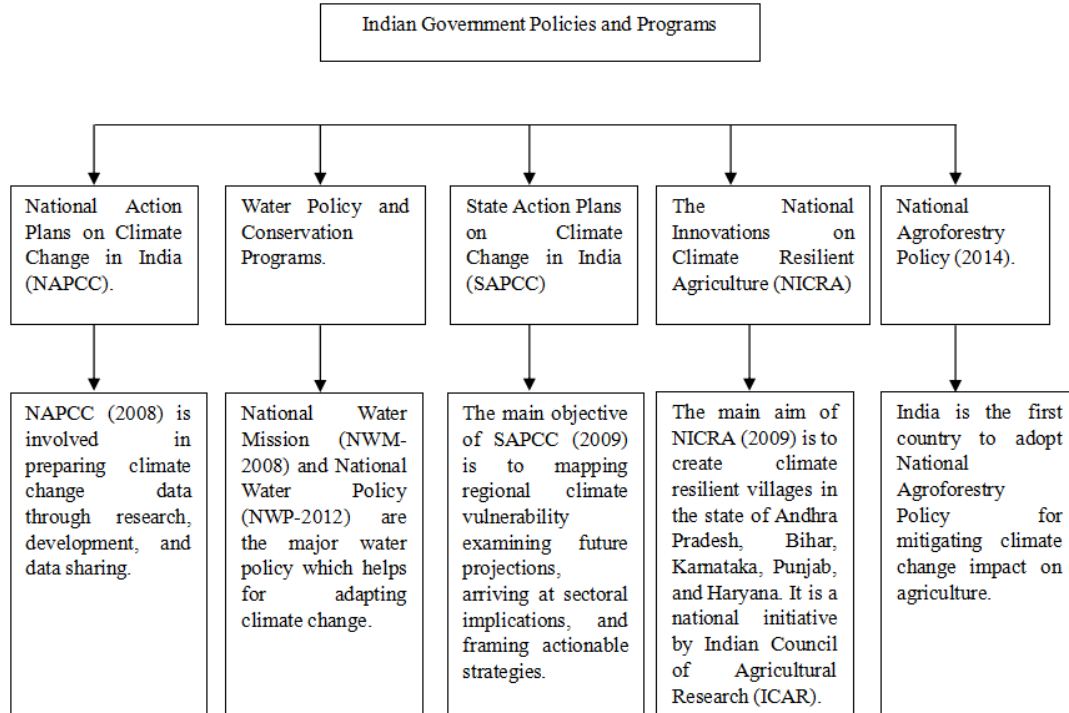 Indian Government Policies and Programs
National Action
Plans on Climate
Change in India
(NAPCC).
Water Policy and
Conservation
Programs.
State Action Plans
on Climate
Change in India
(SAPCC)
The National
Innovations on
Climate Resilient
Agriculture (NICRA)
National
Agroforestry
Policy (2014).
NAPCC (2008) is
involved in
preparing climate
change data
through research,
development, and
data sharing.
National Water
Mission (NWM-
2008) and National
Water Policy
(NWP-2012) are
the major water
policy which helps
for adapting
climate change.
The main objective
of SAPCC (2009)
is to mapping
regional climate
vulnerability
examining future
projections,
arriving at sectoral
implications, and
framing actionable
strategies.
The main aim of
NICRA (2009) is to
create climate
resilient villages in
the state of Andhra
Pradesh, Bihar,
Karnataka, Punjab,
and Haryana. It is a
national initiative
by Indian Council
of Agricultural
Research (ICAR).
India is the first
country to adopt
National
Agroforestry
Policy for
mitigating climate
change impact on
agriculture.